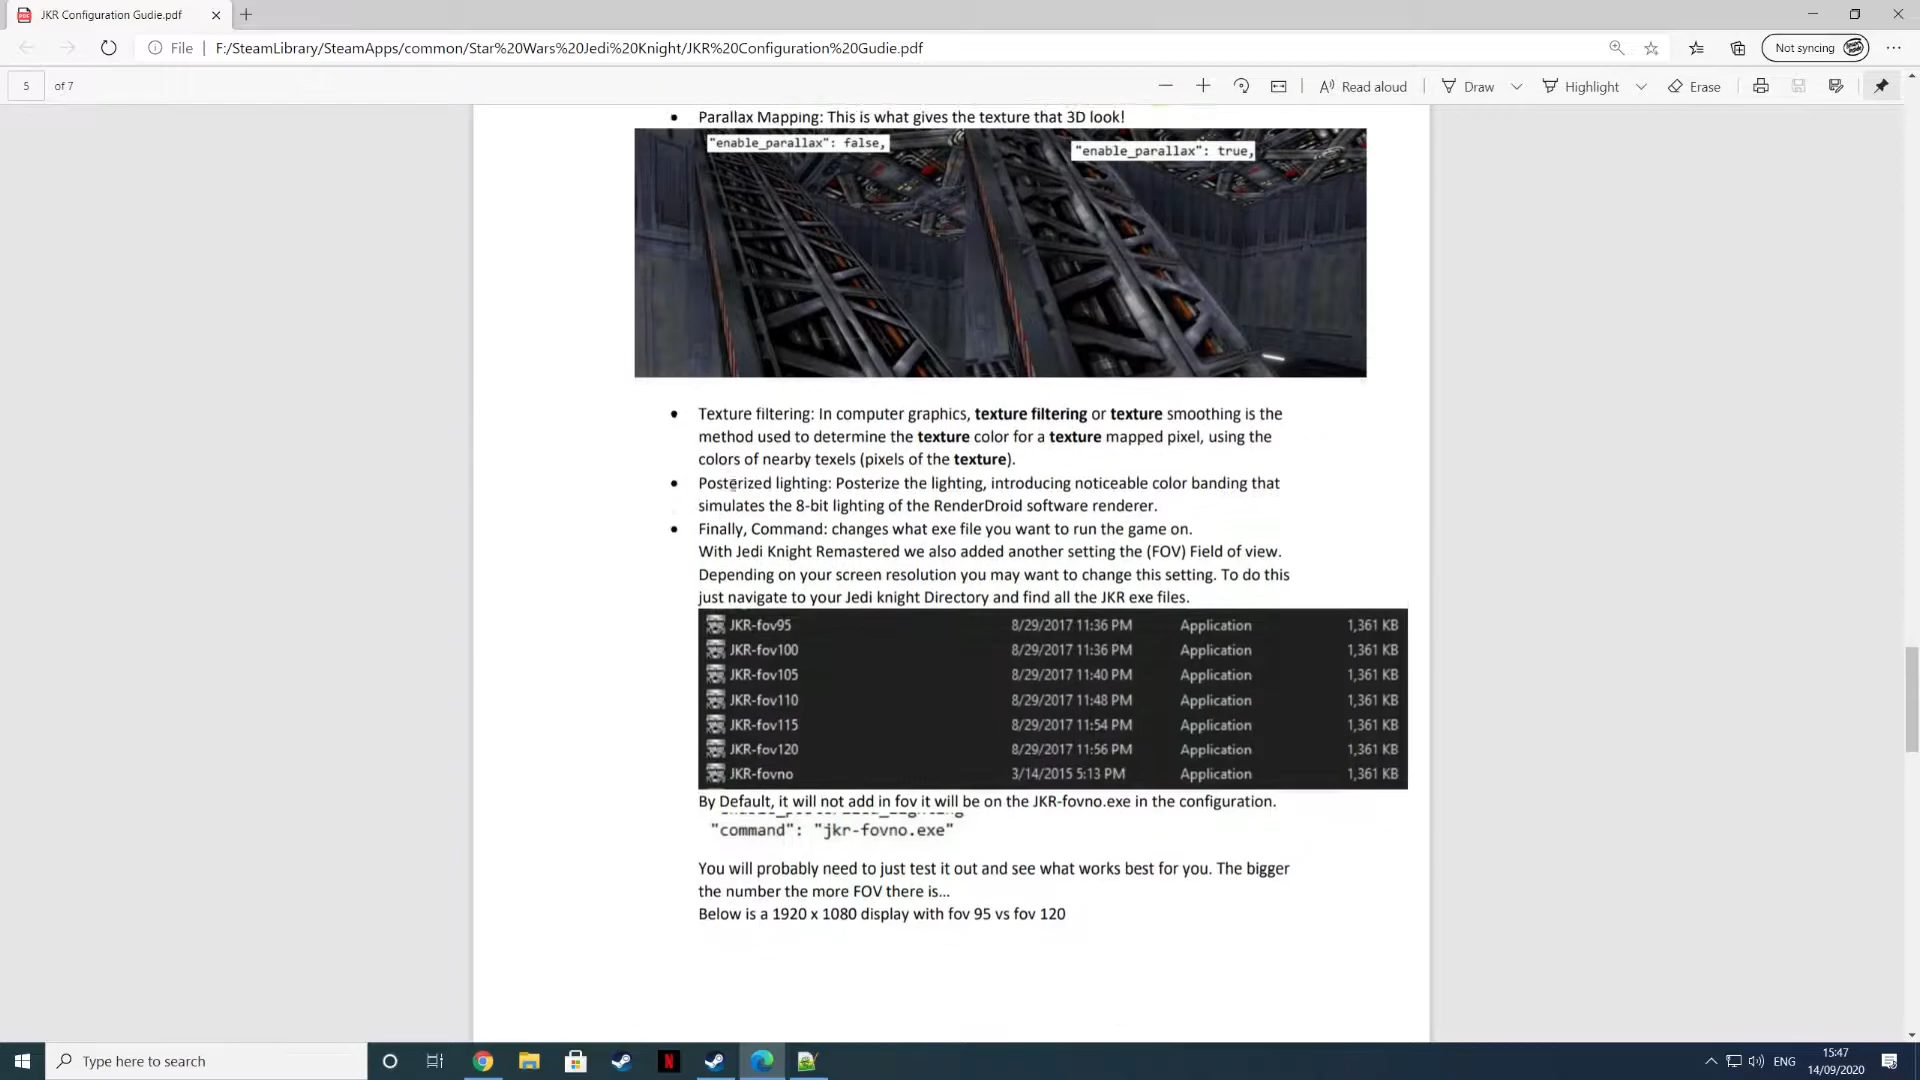 JKR Configuration Gudie.pdf
File
F:/SteamLibrary/SteamApps/common/Star%20Wars%20Jedi%20Knight/JKR%20Configuration%20Gudie.pdf
Not syncing
5 of 7
Read aloud
Draw
Highlight
Erase
Parallax Mapping: This is what gives the texture that 3D look!
"enable_parallax": false,
"enable_parallax": true,
Texture filtering: In computer graphics, texture filtering or texture smoothing is the
method used to determine the texture color for a texture mapped pixel, using the
colors of nearby texels (pixels of the texture).
Posterized lighting: Posterize the lighting, introducing noticeable color banding that
simulates the 8-bit lighting of the RenderDroid software renderer.
Finally, Command: changes what exe file you want to run the game on.
With Jedi Knight Remastered we also added another setting the (FOV) Field of view.
Depending on your screen resolution you may want to change this setting. To do this
just navigate to your Jedi knight Directory and find all the JKR exe files.
JKR-fov95 8/29/2017 11:36 PM Application 1,361 KB
JKR-fov100 8/29/2017 11:36 PM Application 1,361 KB
JKR-fov105 8/29/2017 11:40 PM Application 1,361 KB
JKR-fov110 8/29/2017 11:48 PM Application 1,361 KB
JKR-fov115 8/29/2017 11:54 PM Application 1,361 KB
JKR-fov120 8/29/2017 11:56 PM Application 1,361 KB
JKR-fovno 3/14/2015 5:13 PM Application 1,361 KB
By Default, it will not add in fov it will be on the JKR-fovno.exe in the configuration.
"command": "jkr-fovno.exe"
You will probably need to just test it out and see what works best for you. The bigger
the number the more FOV there is...
Below is a 1920 x 1080 display with fov 95 vs fov 120
Type here to search
ENG
15:47
14/09/2020